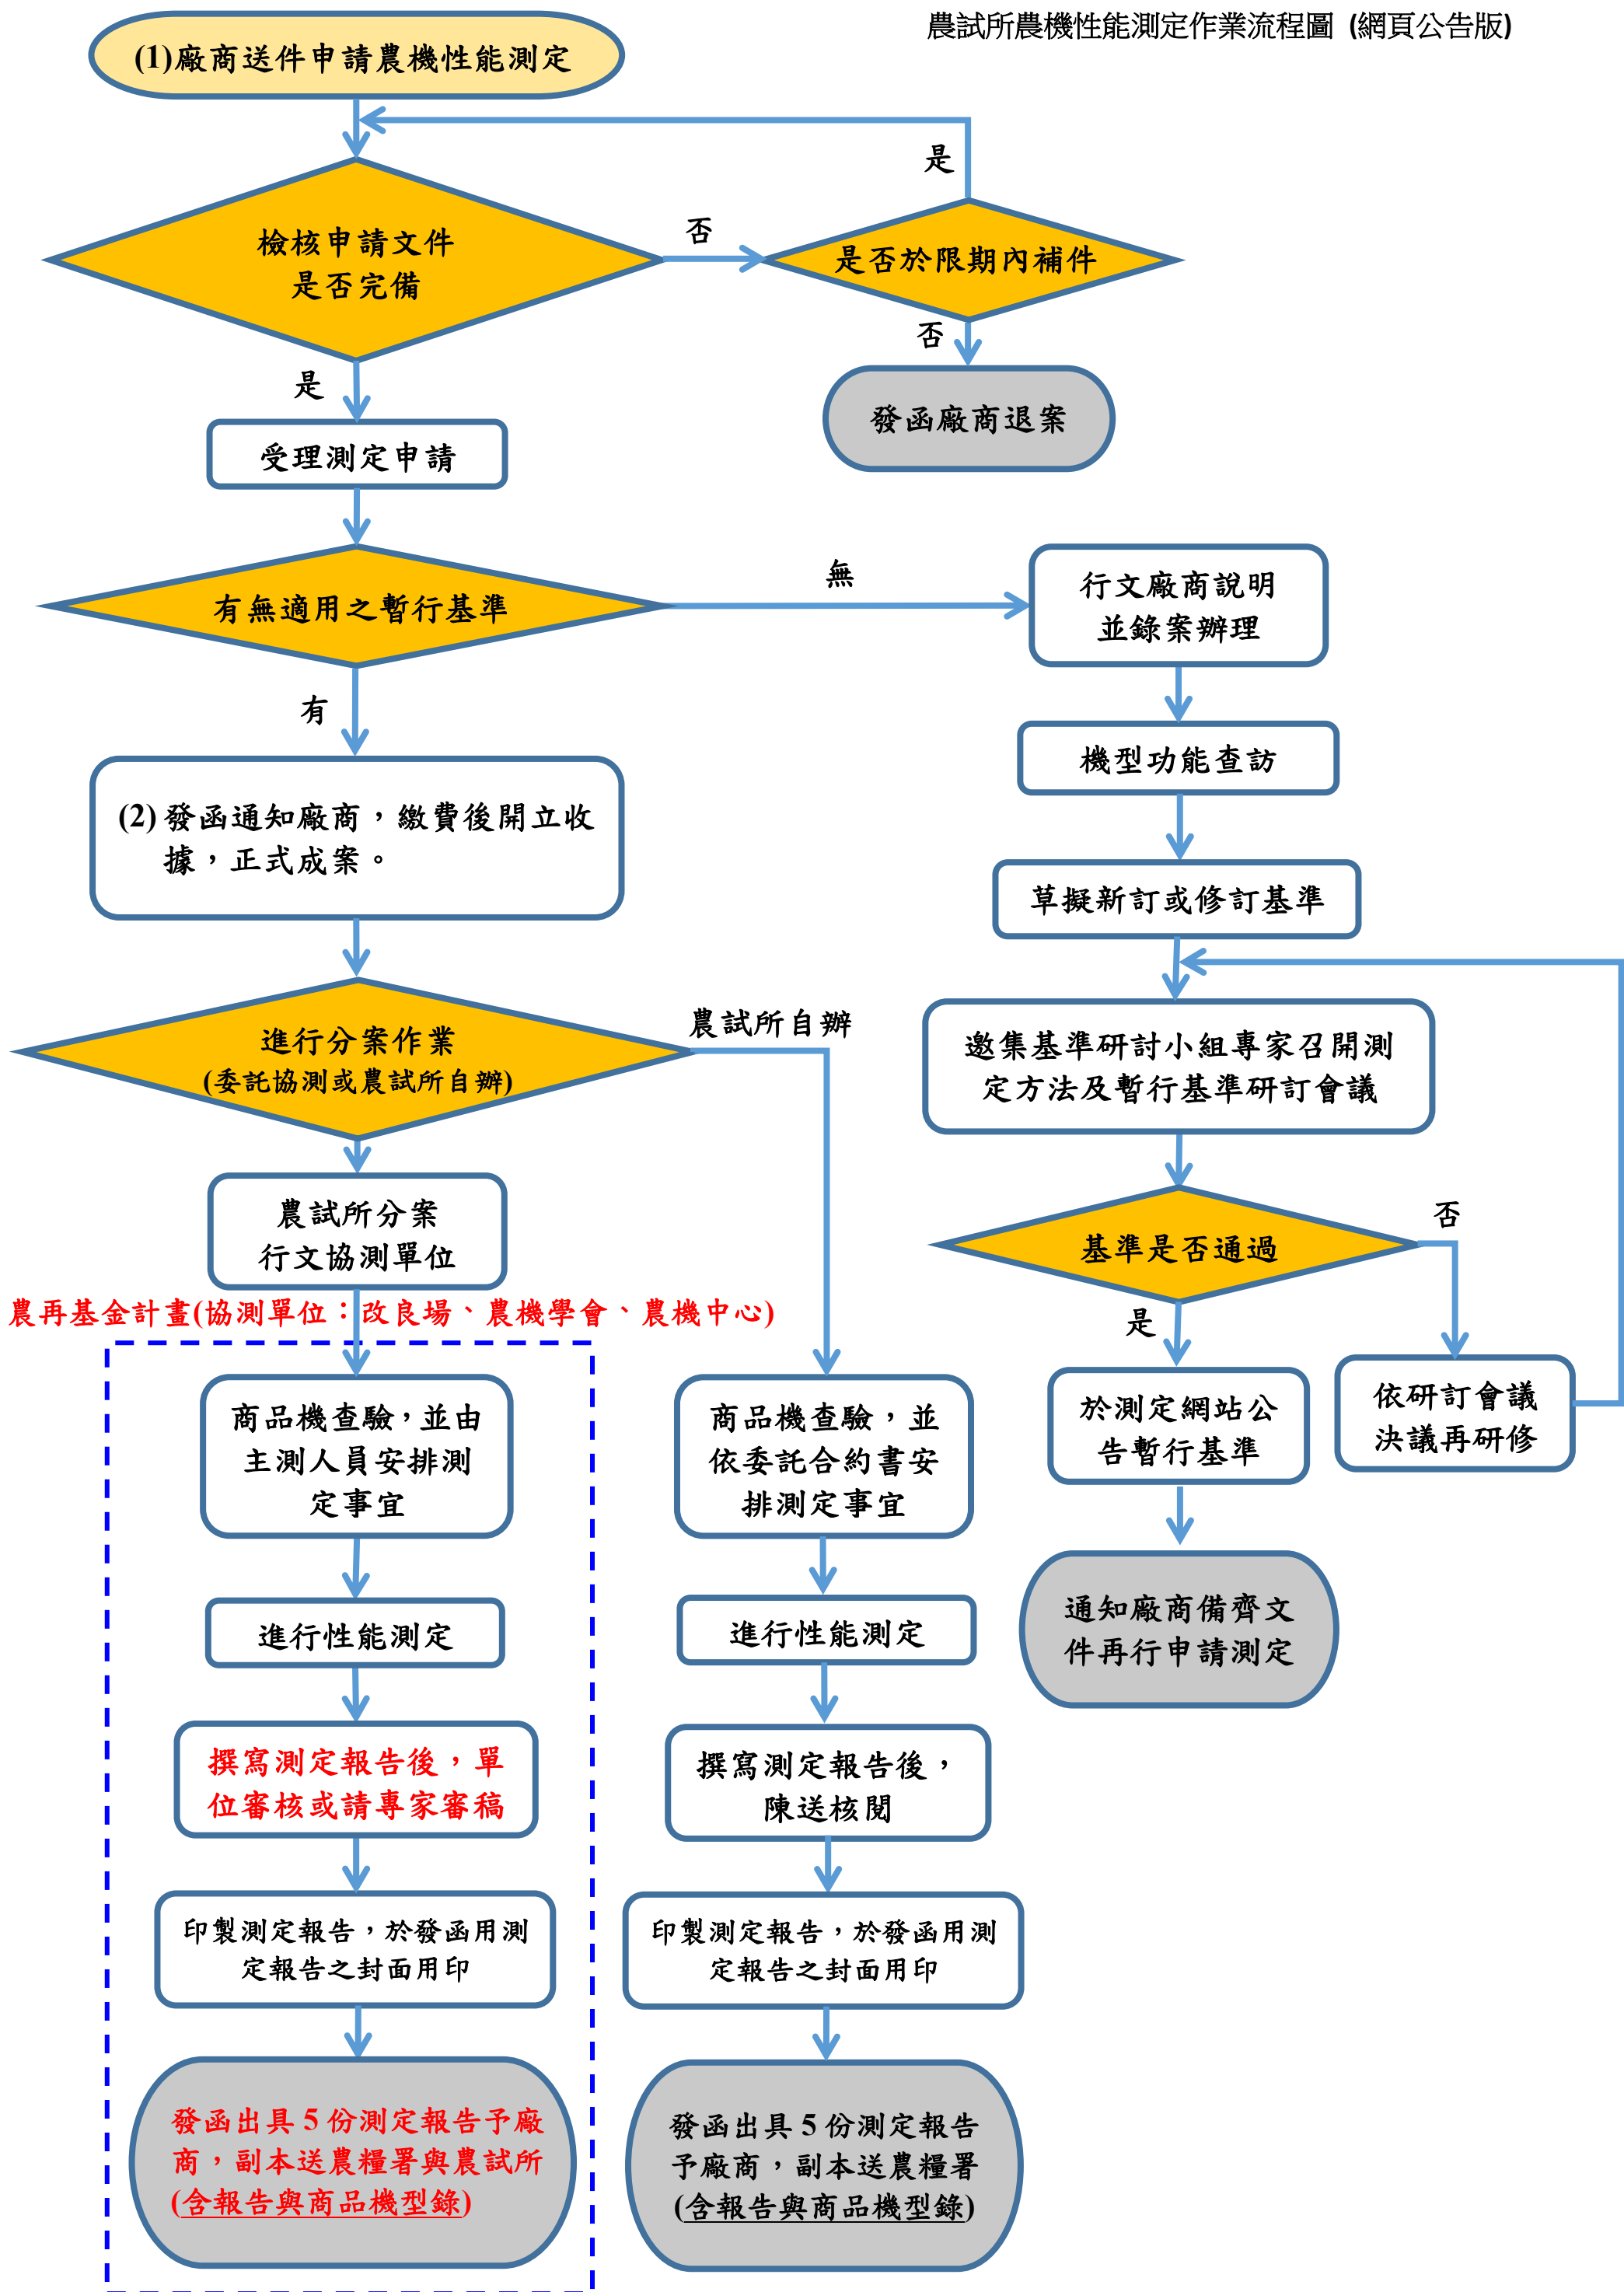 農試所農機性能測定作業流程圖 (網頁公告版)
(1)廠商送件申請農機性能測定
是
檢核申請文件
是否完備
否
是否於限期內補件
否
發函廠商退案
是
受理測定申請
有無適用之暫行基準
無
行文廠商說明
並錄案辦理
有
機型功能查訪
(2) 發函通知廠商，繳費後開立收
據，正式成案。
草擬新訂或修訂基準
進行分案作業
(委託協測或農試所自辦)
農試所自辦
邀集基準研討小組專家召開測
定方法及暫行基準研訂會議
農試所分案
行文協測單位
基準是否通過
否
是
農再基金計畫(協測單位：改良場、農機學會、農機中心)
商品機查驗，並由
主測人員安排測
定事宜
商品機查驗，並
依委託合約書安
排測定事宜
於測定網站公
告暫行基準
依研訂會議
決議再研修
進行性能測定
進行性能測定
通知廠商備齊文
件再行申請測定
撰寫測定報告後，單
位審核或請專家審稿
撰寫測定報告後，
陳送核閱
印製測定報告，於發函用測
定報告之封面用印
印製測定報告，於發函用測
定報告之封面用印
發函出具 5 份測定報告予廠
商，副本送農糧署與農試所
(含報告與商品機型錄)
發函出具 5 份測定報告
予廠商，副本送農糧署
(含報告與商品機型錄)